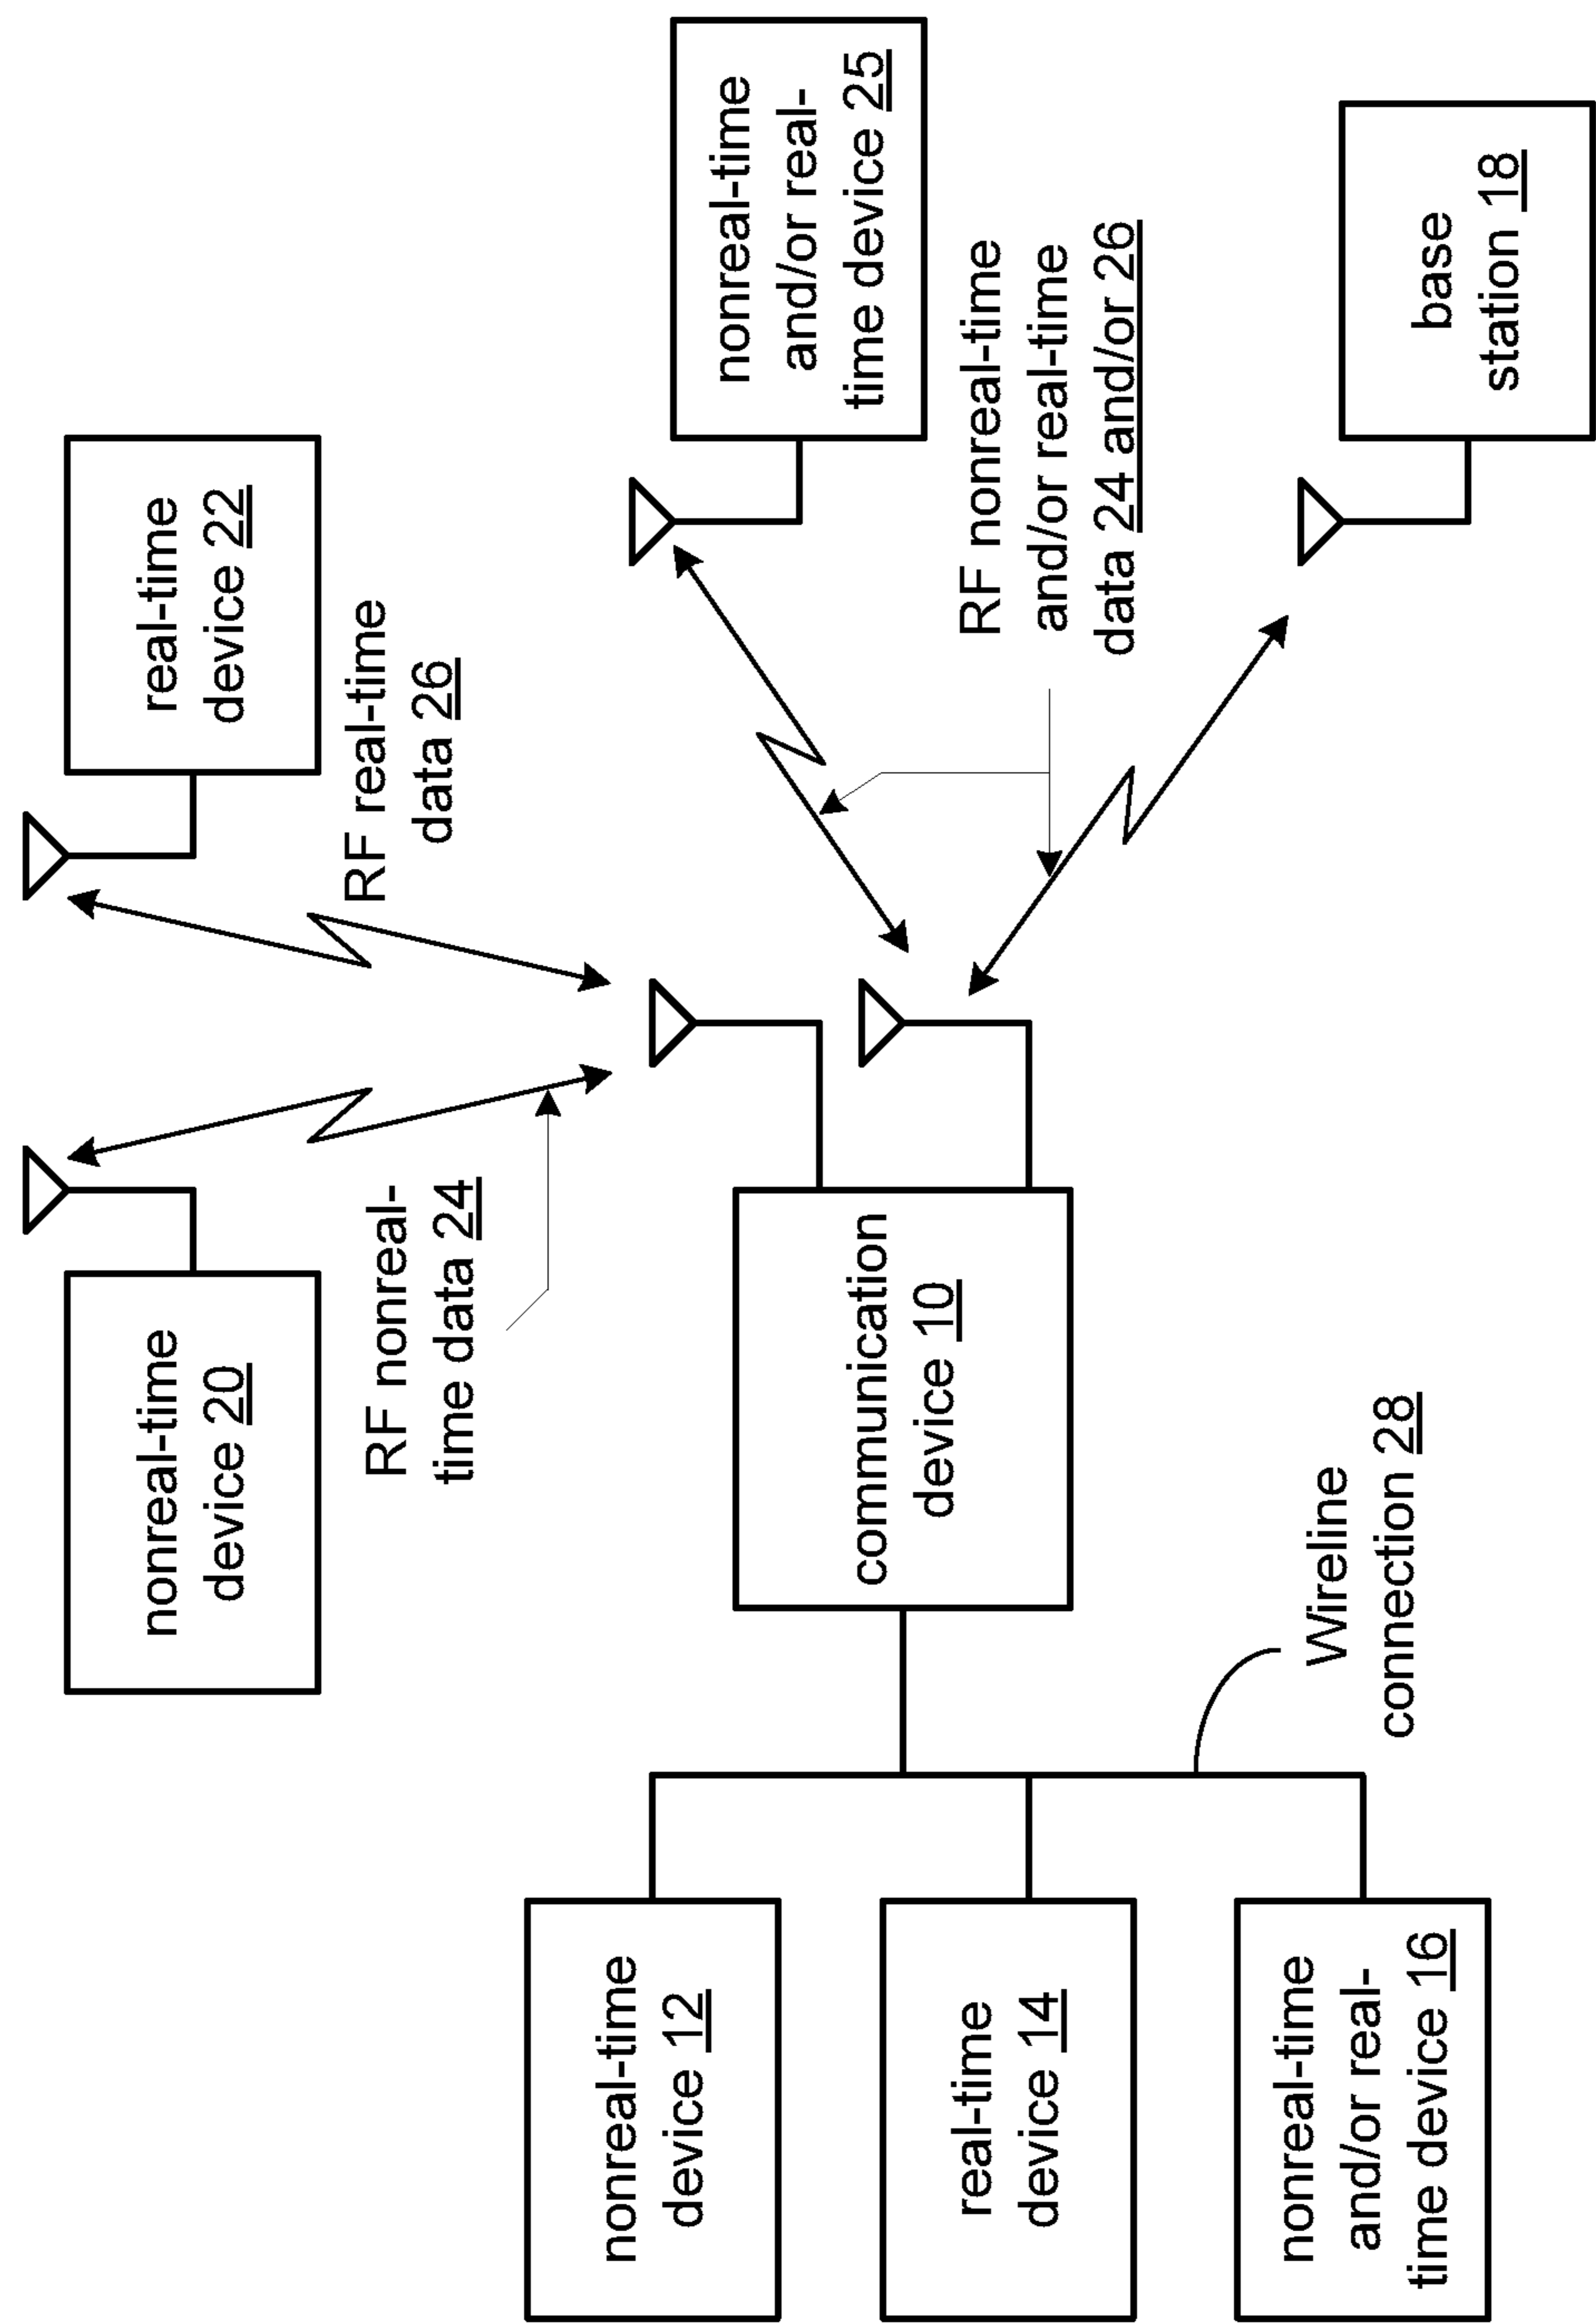 nonreal-time
device 20
real-time
device 22
RF nonreal-
time data 24
RF real-time
data 26
nonreal-time
device 12
communication
device 10
nonreal-time
and/or real-
time device 25
real-time
device 14
RF nonreal-time
and/or real-time
data 24 and/or 26
nonreal-time
and/or real-
time device 16
Wireline
connection 28
base
station 18